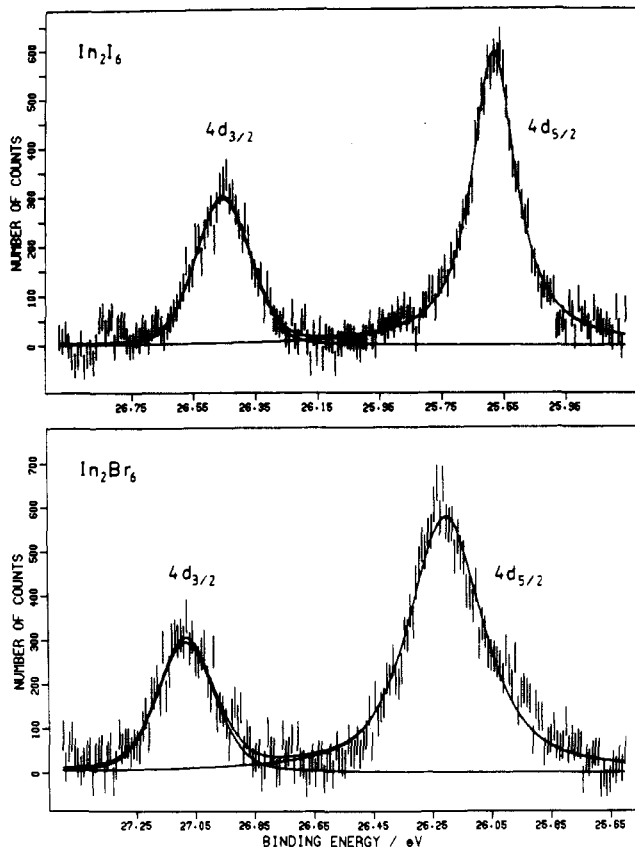 In₂I₆
4d₃/₂
4d₅/₂
NUMBER OF COUNTS
600
500
400
300
200
100
0
26.75 26.55 26.35 26.15 25.95 25.75 25.55 25.35
In₂Br₆
4d₃/₂
4d₅/₂
NUMBER OF COUNTS
700
600
500
400
300
200
100
0
27.25 27.05 26.85 26.65 26.45 26.25 26.05 25.85 25.65
BINDING ENERGY / eV